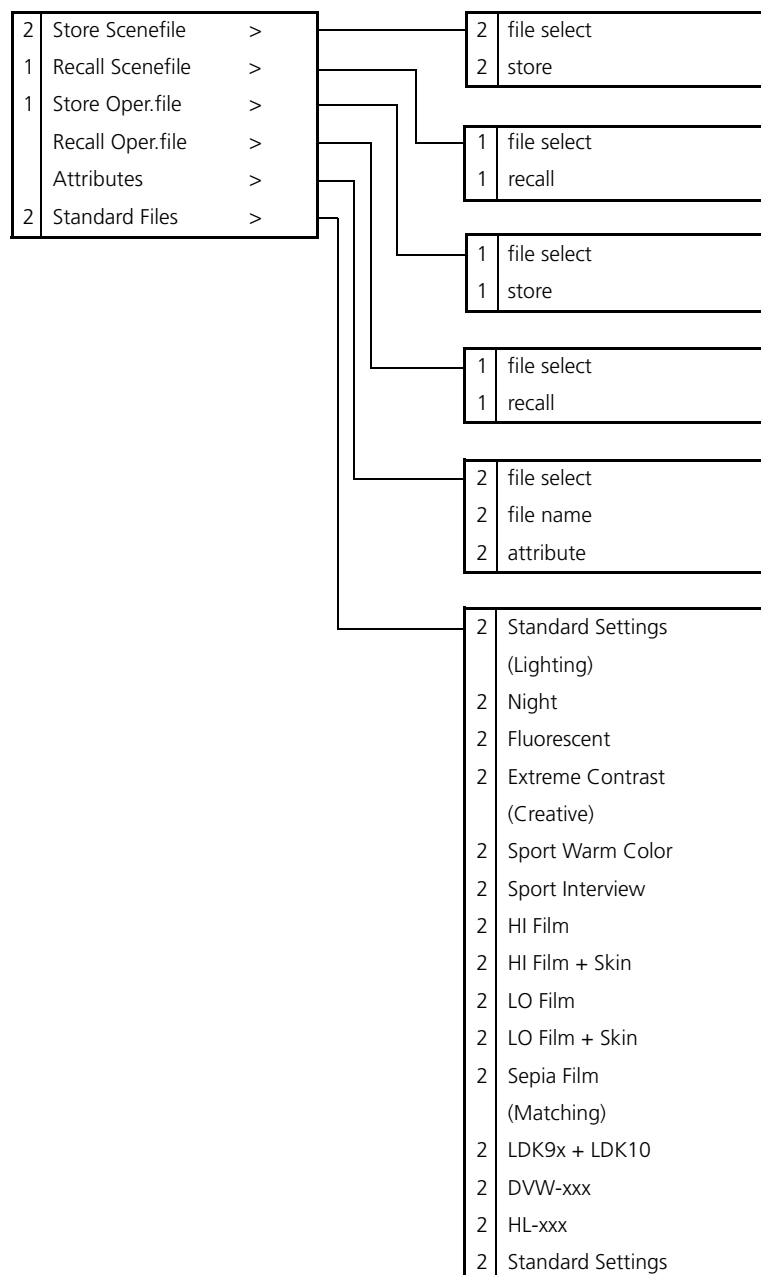 2 Store Scenefile >
1 Recall Scenefile >
1 Store Oper.file >
Recall Oper.file >
Attributes >
2 Standard Files >
2 file select
2 store
1 file select
1 recall
1 file select
1 store
1 file select
1 recall
2 file select
2 file name
2 attribute
2 Standard Settings
(Lighting)
2 Night
2 Fluorescent
2 Extreme Contrast
(Creative)
2 Sport Warm Color
2 Sport Interview
2 HI Film
2 HI Film + Skin
2 LO Film
2 LO Film + Skin
2 Sepia Film
(Matching)
2 LDK9x + LDK10
2 DVW-xxx
2 HL-xxx
2 Standard Settings